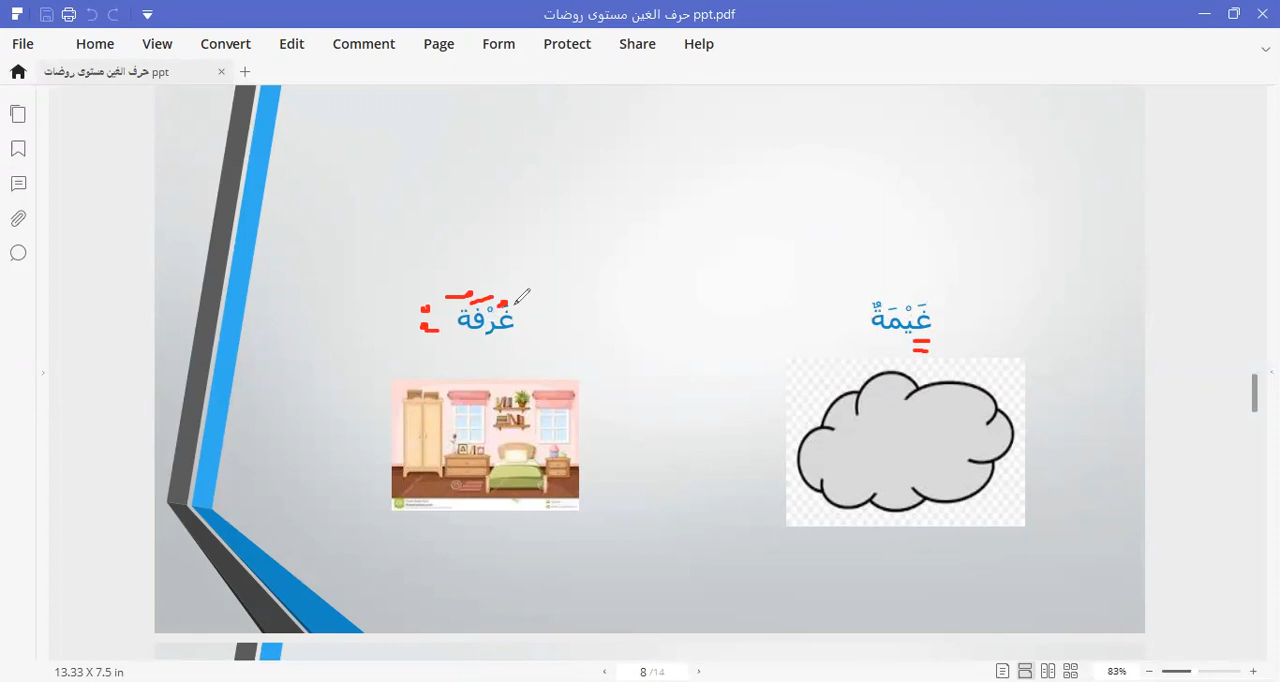 حرف الغين مستوى روضات ppt.pdf
File Home View Convert Edit Comment Page Form Protect Share Help
حرف الغين مستوى روضات ppt
غَيْمَةٌ
غَرْفَة
13.33 X 7.5 in
8 /14
83%